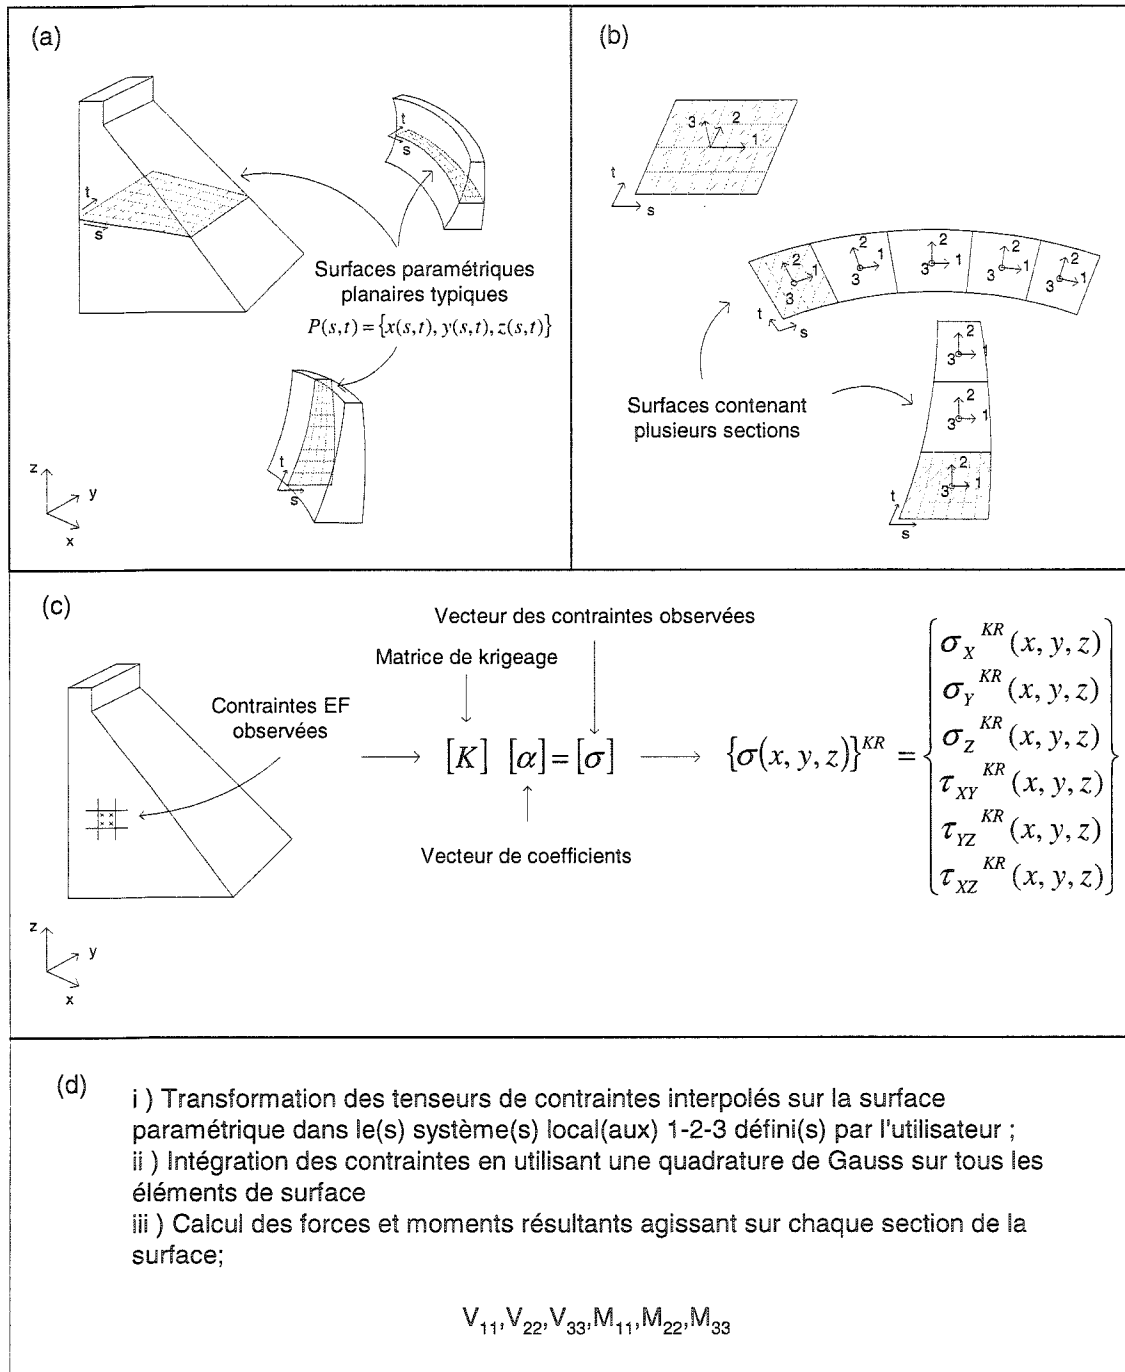 (a)
t
s
t
s
Surfaces paramétriques
planaires typiques
P(s,t) = {x(s,t), y(s,t), z(s,t)}
t
s
z
y
x
(b)
3
2
1
t
s
2
1
3
2
1
3
2
1
3
2
1
3
2
1
3
t
s
Surfaces contenant
plusieurs sections
2
1
3
2
1
3
2
1
3
t
s
(c)
Vecteur des contraintes observées
Matrice de krigeage
Contraintes EF
observées
[K] [α] = [σ]
Vecteur de coefficients
{σ(x, y, z)}^KR =
σ_X^KR (x, y, z)
σ_Y^KR (x, y, z)
σ_Z^KR (x, y, z)
τ_XY^KR (x, y, z)
τ_YZ^KR (x, y, z)
τ_XZ^KR (x, y, z)
z
y
x
(d)
i ) Transformation des tenseurs de contraintes interpolés sur la surface
paramétrique dans le(s) système(s) local(aux) 1-2-3 défini(s) par l'utilisateur ;
ii ) Intégration des contraintes en utilisant une quadrature de Gauss sur tous les
éléments de surface
iii ) Calcul des forces et moments résultants agissant sur chaque section de la
surface;
V_11,V_22,V_33,M_11,M_22,M_33